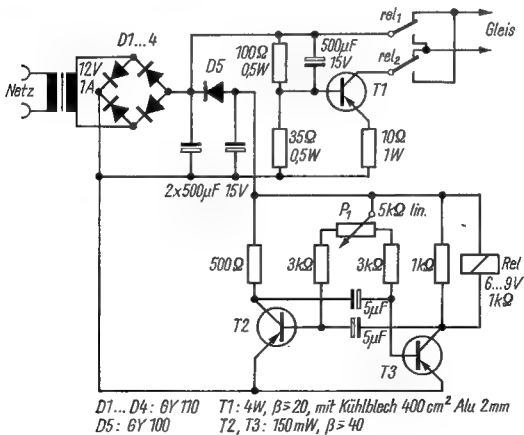 D1...4
rel₁
Gleis
100Ω
0,5W
500µF
15V
rel₂
12V
1A
D5
T1
Netz
35Ω
0,5W
10Ω
1W
2x500µF 15V
P₁
5kΩ lin.
500Ω
3kΩ
3kΩ
1kΩ
Rel
6...9V
1kΩ
5µF
5µF
T2
T3
D1...D4: GY 110
T1: 4W, β≥20, mit Kühlblech 400 cm² Alu 2mm
D5: GY 100
T2, T3: 150mW, β≥40